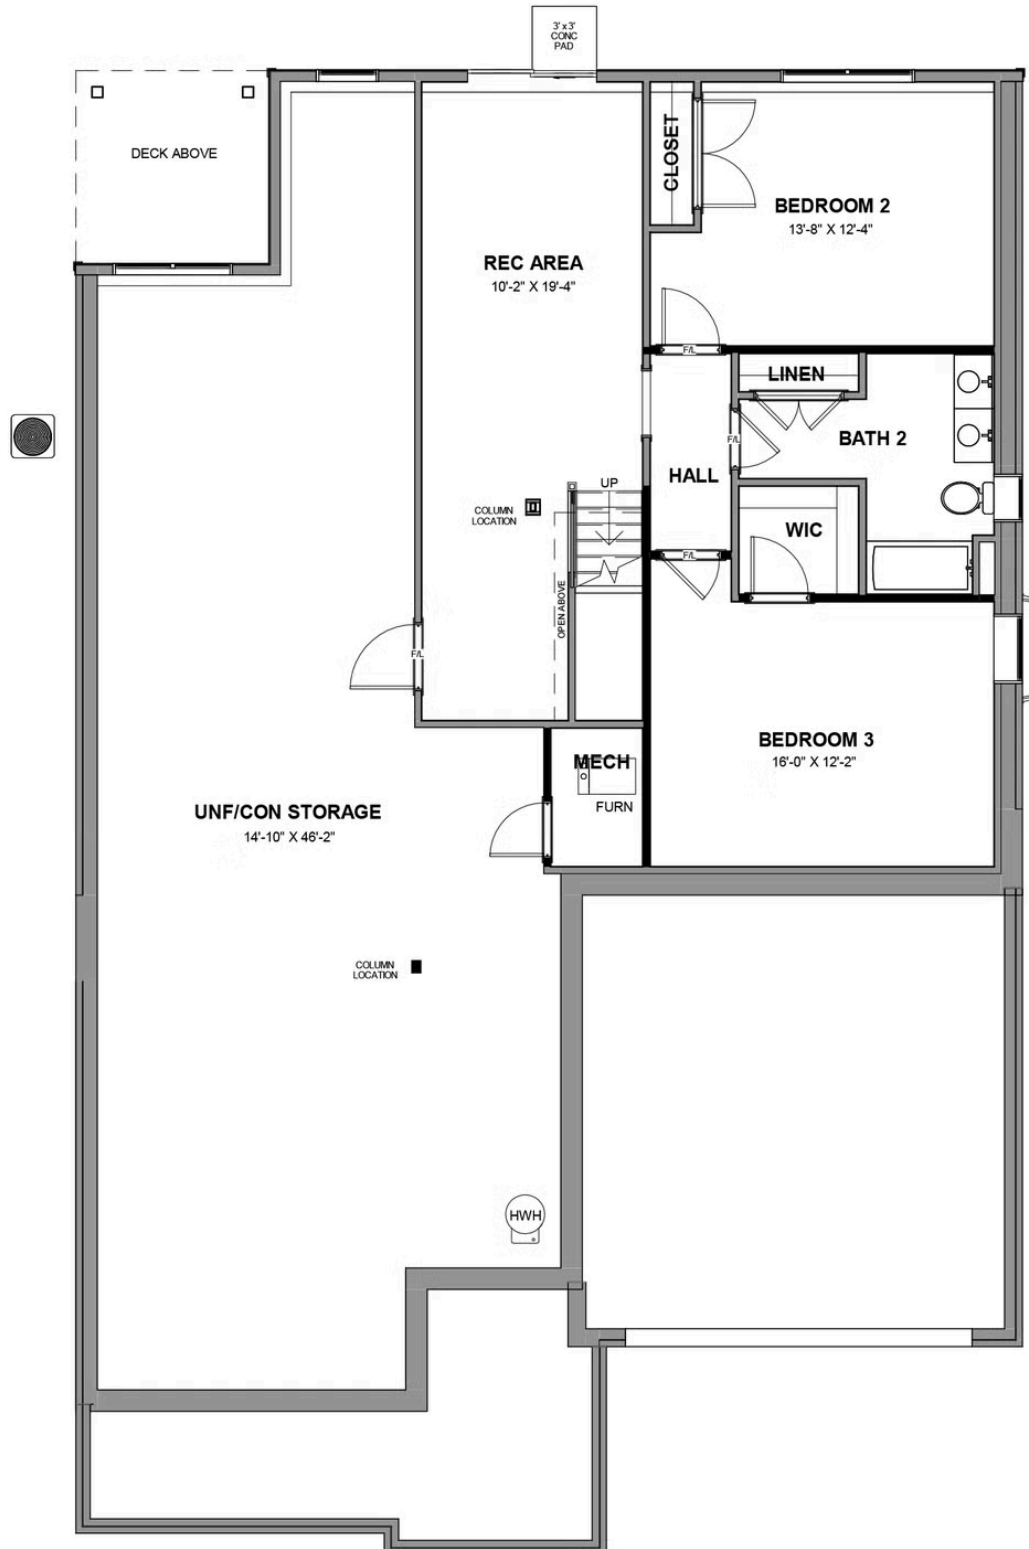 3' x 3'
CONC
PAD
DECK ABOVE
CLOSET
BEDROOM 2
13'-8" X 12'-4"
REC AREA
10'-2" X 19'-4"
F/L
LINEN
BATH 2
F/L
HALL
UP
COLUMN
LOCATION
WIC
F/L
OPEN ABOVE
F/L
BEDROOM 3
16'-0" X 12'-2"
MECH
FURN
UNF/CON STORAGE
14'-10" X 46'-2"
COLUMN
LOCATION
HWH